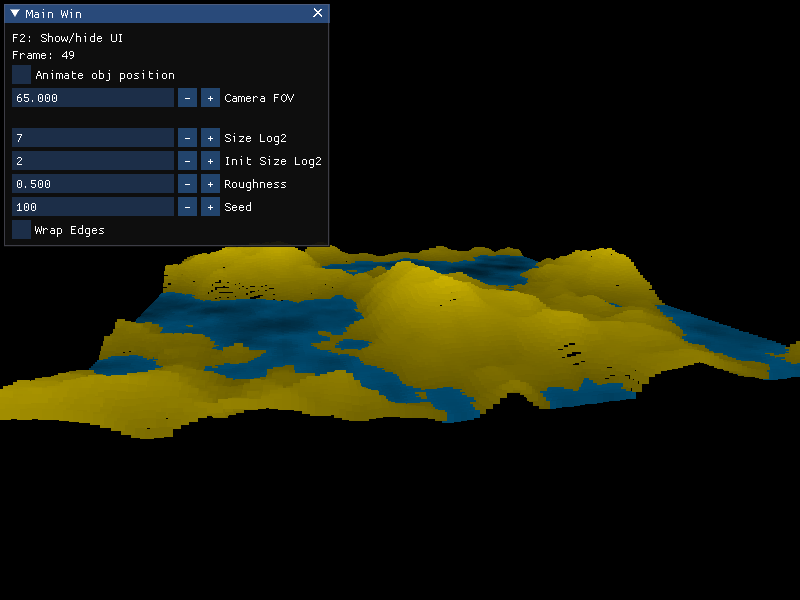 Main Win
F2: Show/hide UI
Frame: 49
Animate obj position
65.000 - + Camera FOV
7 - + Size Log2
2 - + Init Size Log2
0.500 - + Roughness
100 - + Seed
Wrap Edges